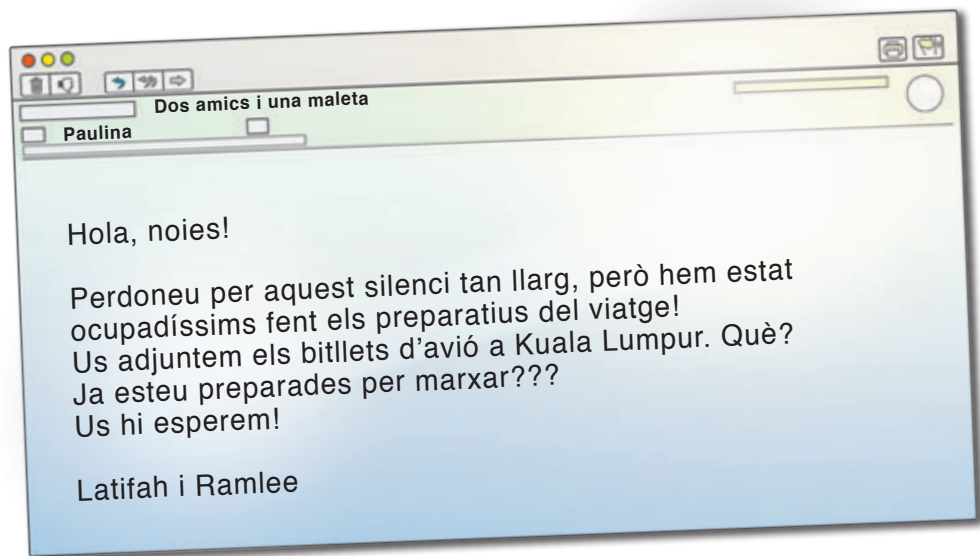 Dos amics i una maleta
Paulina
Hola, noies!
Perdoneu per aquest silenci tan llarg, però hem estat
ocupadíssims fent els preparatius del viatge!
Us adjuntem els bitllets d'avió a Kuala Lumpur. Què?
Ja esteu preparades per marxar???
Us hi esperem!
Latifah i Ramlee